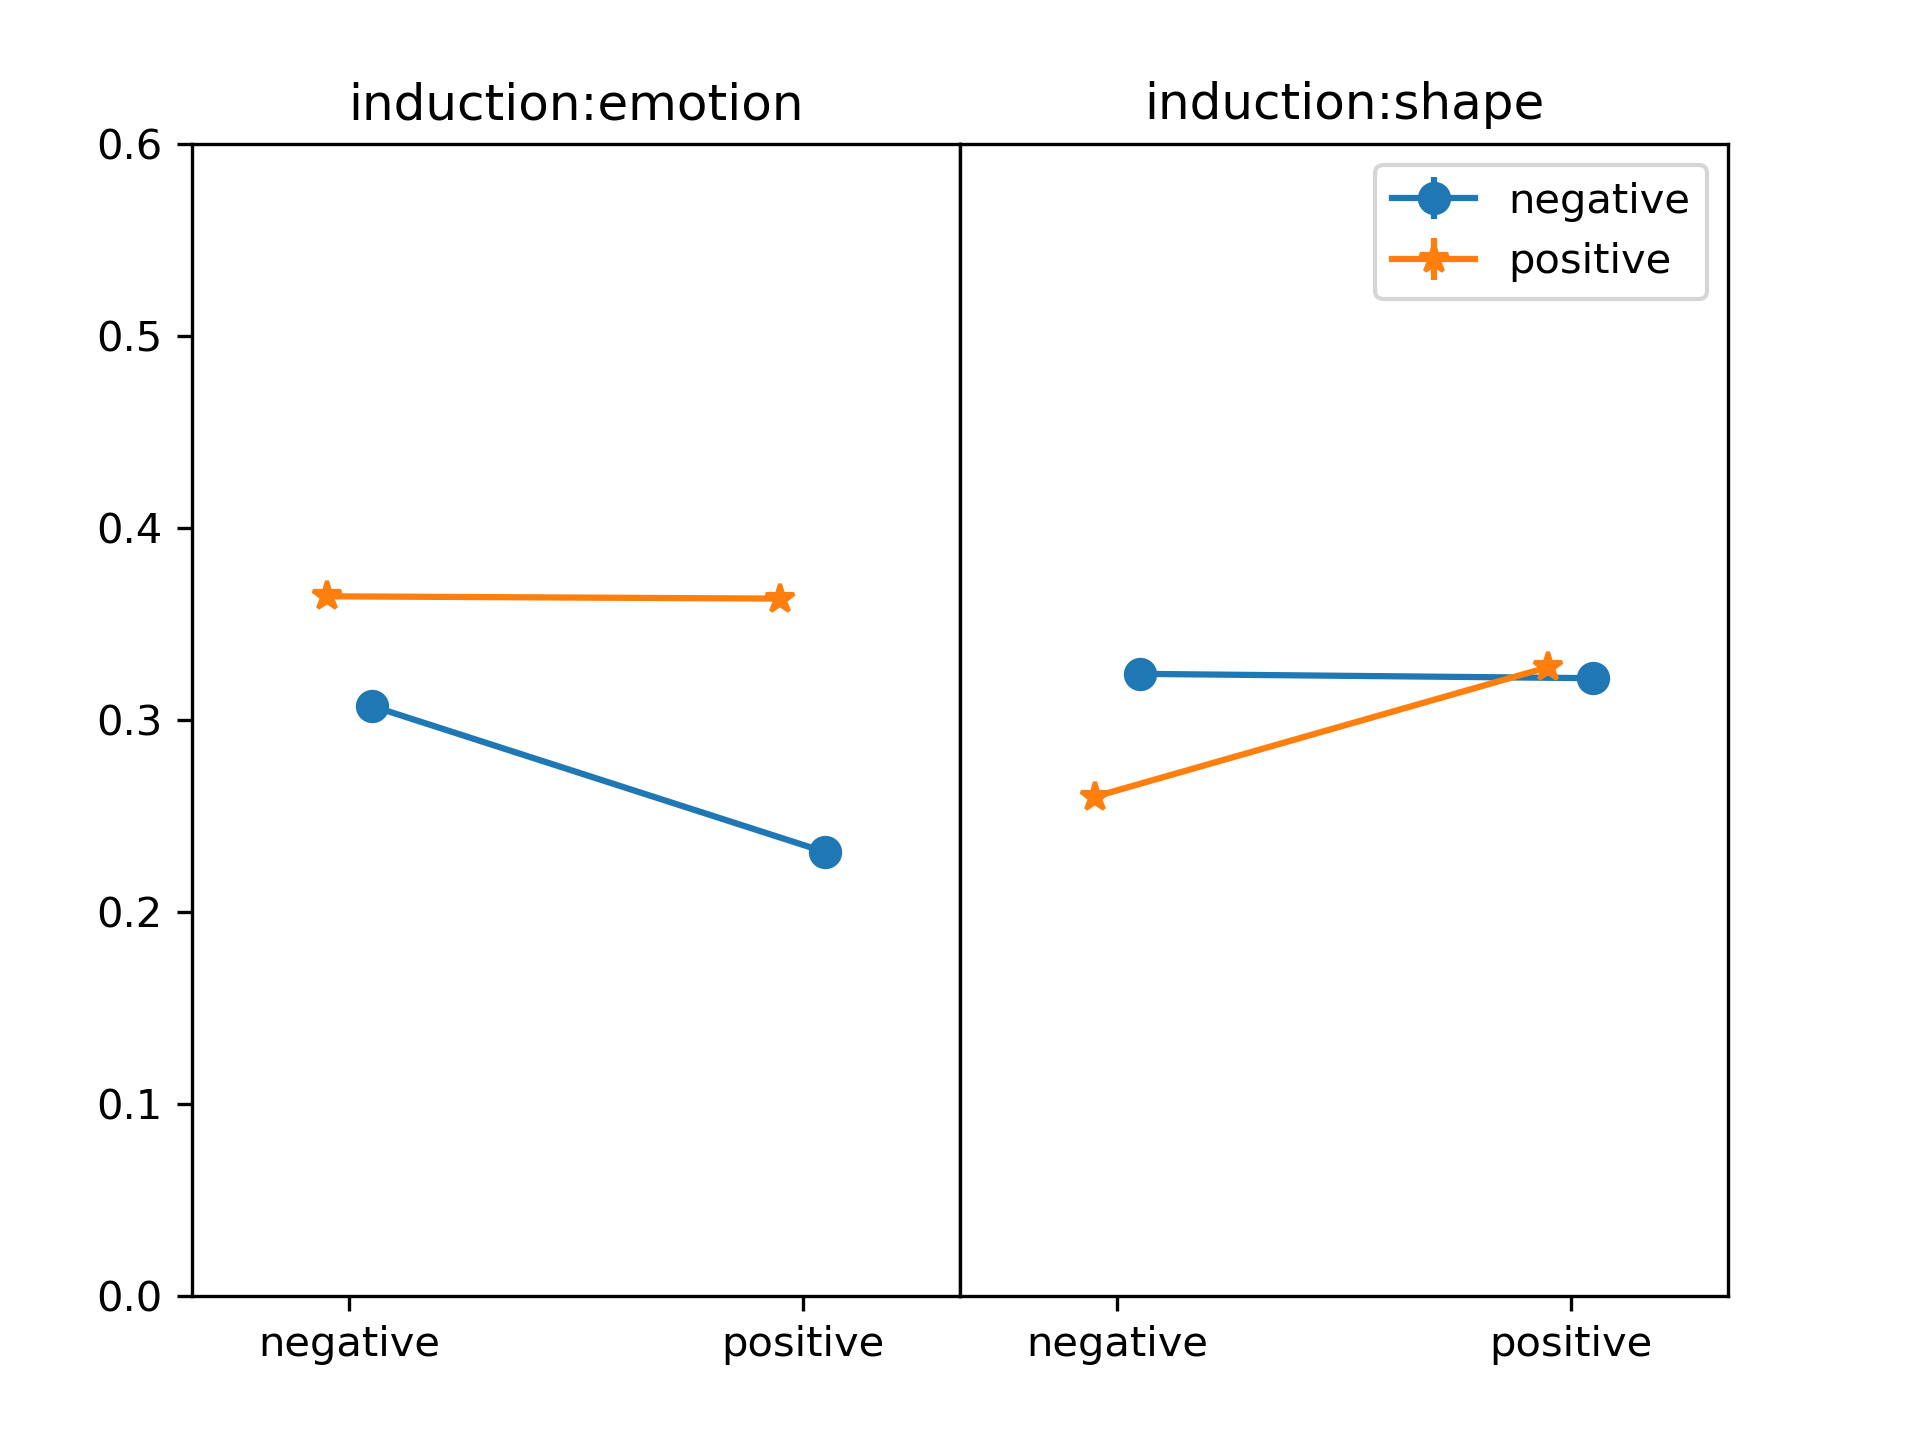 induction:emotion
induction:shape
0.6
0.5
0.4
0.3
0.2
0.1
0.0
negative
positive
negative
positive
negative
positive